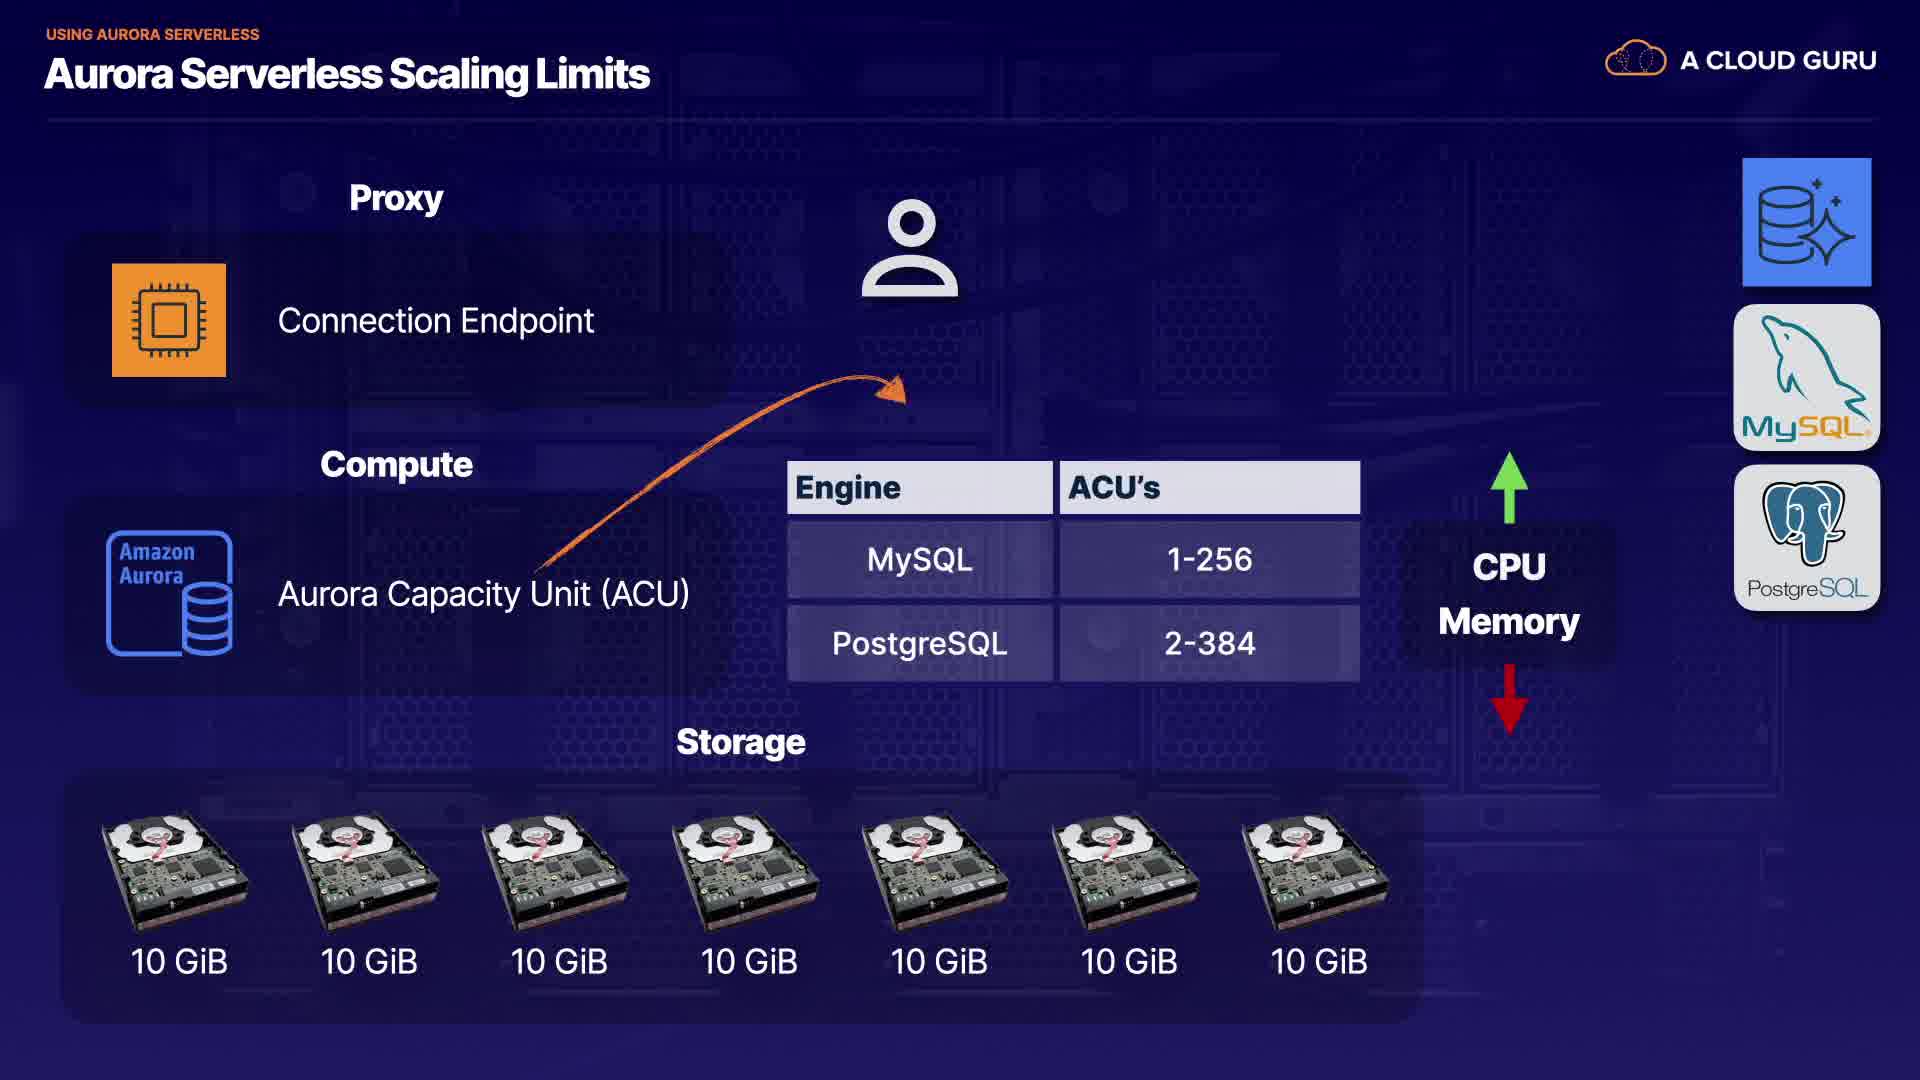 USING AURORA SERVERLESS
Aurora Serverless Scaling Limits
A CLOUD GURU
Proxy
Connection Endpoint
Compute
Amazon
Aurora
Aurora Capacity Unit (ACU)
Engine ACU's
MySQL 1-256
PostgreSQL 2-384
CPU
Memory
MySQL
PostgreSQL
Storage
10 GiB 10 GiB 10 GiB 10 GiB 10 GiB 10 GiB 10 GiB